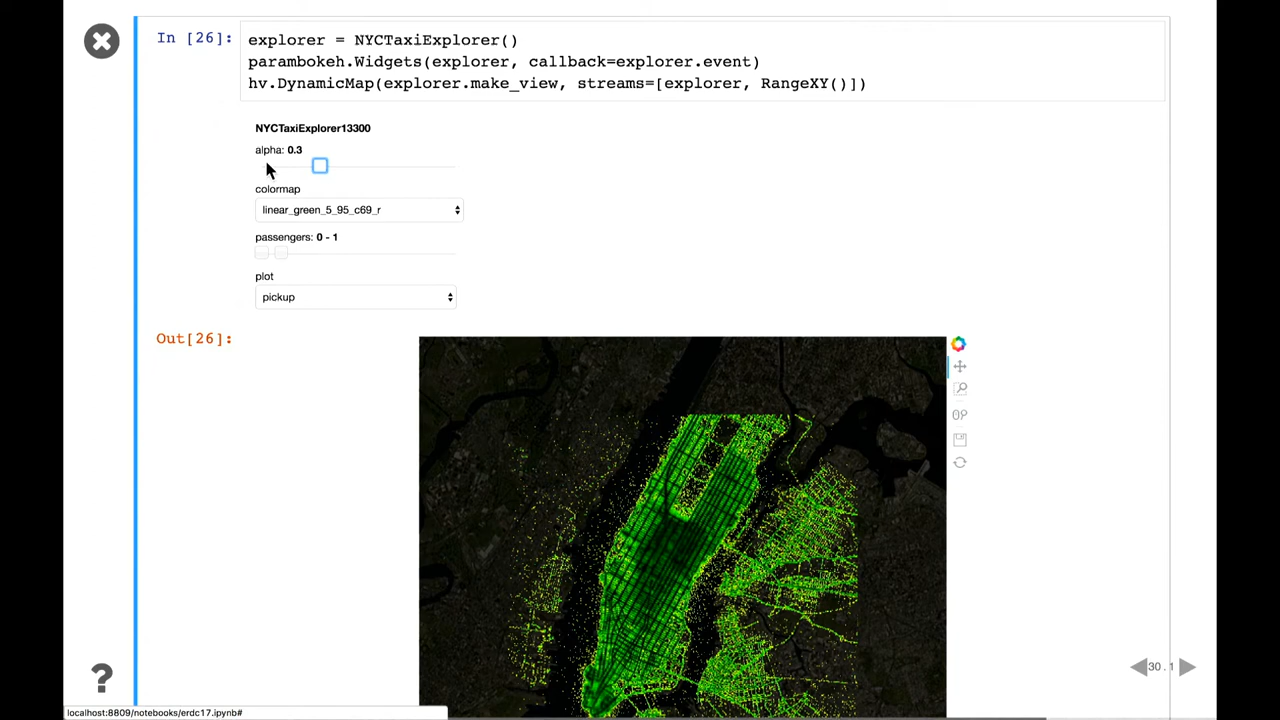 In [26]:
explorer = NYCTaxiExplorer()
parambokeh.Widgets(explorer, callback=explorer.event)
hv.DynamicMap(explorer.make_view, streams=[explorer, RangeXY()])
NYCTaxiExplorer13300
alpha: 0.3
colormap
linear_green_5_95_c69_r
passengers: 0 - 1
plot
pickup
Out[26]:
30.1
?
localhost:8809/notebooks/erdc17.ipynb#